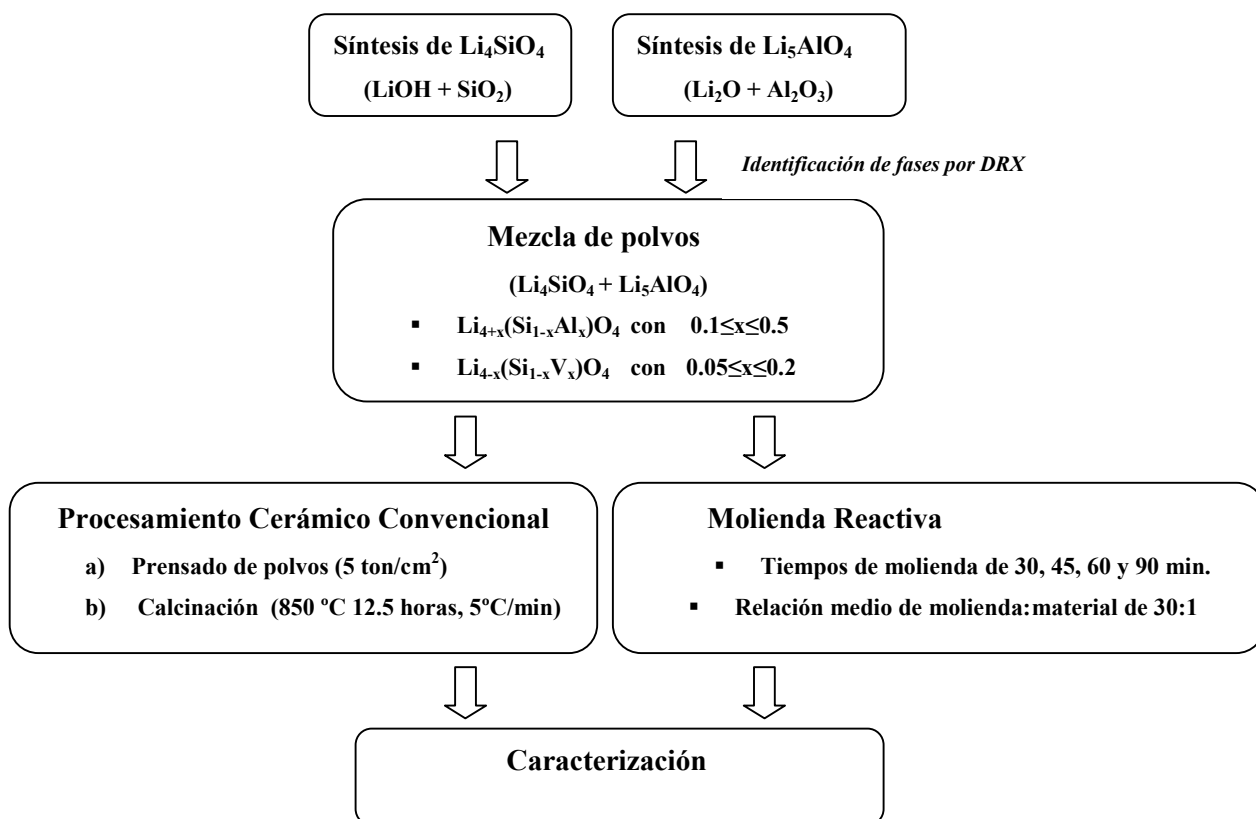 Síntesis de Li₄SiO₄
(LiOH + SiO₂)
Síntesis de Li₅AlO₄
(Li₂O + Al₂O₃)
Identificación de fases por DRX
Mezcla de polvos
(Li₄SiO₄ + Li₅AlO₄)
▪ Li₄₊ₓ(Si₁₋ₓAlₓ)O₄ con 0.1≤x≤0.5
▪ Li₄₋ₓ(Si₁₋ₓVₓ)O₄ con 0.05≤x≤0.2
Procesamiento Cerámico Convencional
a) Prensado de polvos (5 ton/cm²)
b) Calcinación (850 ºC 12.5 horas, 5ºC/min)
Molienda Reactiva
▪ Tiempos de molienda de 30, 45, 60 y 90 min.
▪ Relación medio de molienda:material de 30:1
Caracterización